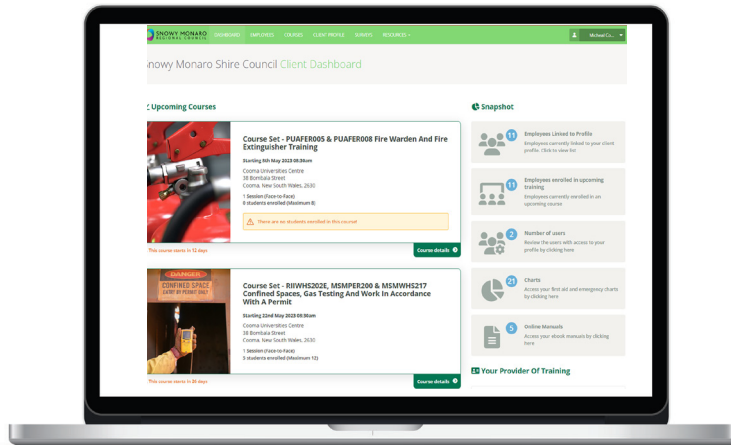 SNOWY MONARO
REGIONAL COUNCIL
DASHBOARD EMPLOYEES COURSES CLIENT PROFILE SURVEYS RESOURCES
Micheal Co...
Snowy Monaro Shire Council Client Dashboard
Upcoming Courses
Course Set - PUAFER005 & PUAFER008 Fire Warden And Fire
Extinguisher Training
Starting 6th May 2023 08:30am
Cooma Universities Centre
38 Bombala Street
Cooma, New South Wales, 2630
1 Session (Face-to-Face)
0 students enrolled (Maximum 8)
There are no students enrolled in this course!
This course starts in 12 days
Course details
DANGER
CONFINED SPACE
ENTRY BY PERMIT ONLY
Course Set - RIIWHS202E, MSMPER200 & MSMWHS217
Confined Spaces, Gas Testing And Work In Accordance
With A Permit
Starting 22nd May 2023 08:30am
Cooma Universities Centre
38 Bombala Street
Cooma, New South Wales, 2630
1 Session (Face-to-Face)
5 students enrolled (Maximum 12)
This course starts in 28 days
Course details
Snapshot
11
Employees Linked to Profile
Employees currently linked to your client
profile. Click to view list
11
Employees enrolled in upcoming
training
Employees currently enrolled in an
upcoming course
2
Number of users
Review the users with access to your
profile by clicking here
21
Charts
Access your first aid and emergency charts
by clicking here
5
Online Manuals
Access your ebook manuals by clicking
here
Your Provider Of Training